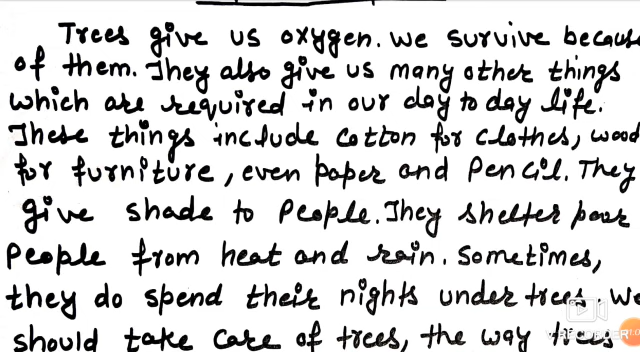 Trees give us oxygen. we survive becaus
of them. They also give us many other things
which are required in our day to day life.
These things include cotton for clothes, wood
for furniture, even paper and Pencil. They
give shade to People. They shelter poor
People from heat and rain. Sometimes,
they do spend their nights under trees. We
should take care of trees, the way trees